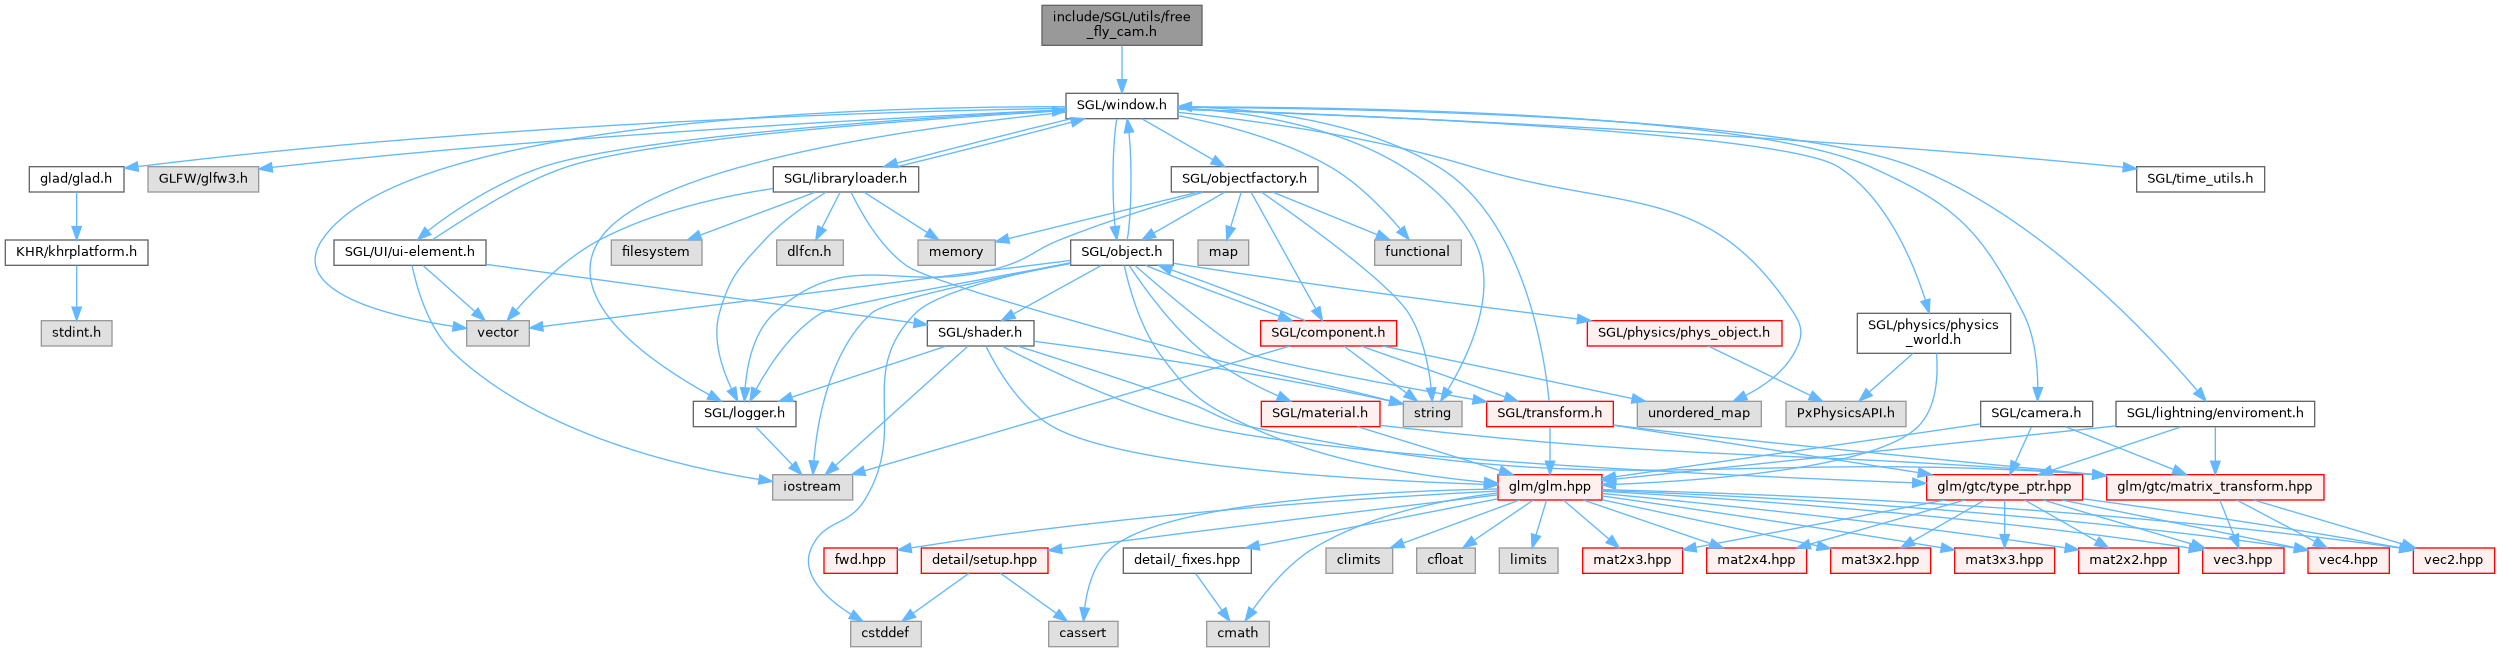 include/SGL/utils/free
_fly_cam.h
SGL/window.h
glad/glad.h
GLFW/glfw3.h
SGL/libraryloader.h
SGL/objectfactory.h
SGL/time_utils.h
KHR/khrplatform.h
SGL/UI/ui-element.h
filesystem
dlfcn.h
memory
SGL/object.h
map
functional
stdint.h
vector
SGL/shader.h
SGL/component.h
SGL/physics/phys_object.h
SGL/physics/physics
_world.h
SGL/logger.h
SGL/material.h
string
SGL/transform.h
unordered_map
PxPhysicsAPI.h
SGL/camera.h
SGL/lightning/enviroment.h
iostream
glm/glm.hpp
glm/gtc/type_ptr.hpp
glm/gtc/matrix_transform.hpp
fwd.hpp
detail/setup.hpp
detail/_fixes.hpp
climits
cfloat
limits
mat2x3.hpp
mat2x4.hpp
mat3x2.hpp
mat3x3.hpp
mat2x2.hpp
vec3.hpp
vec4.hpp
vec2.hpp
cstddef
cassert
cmath